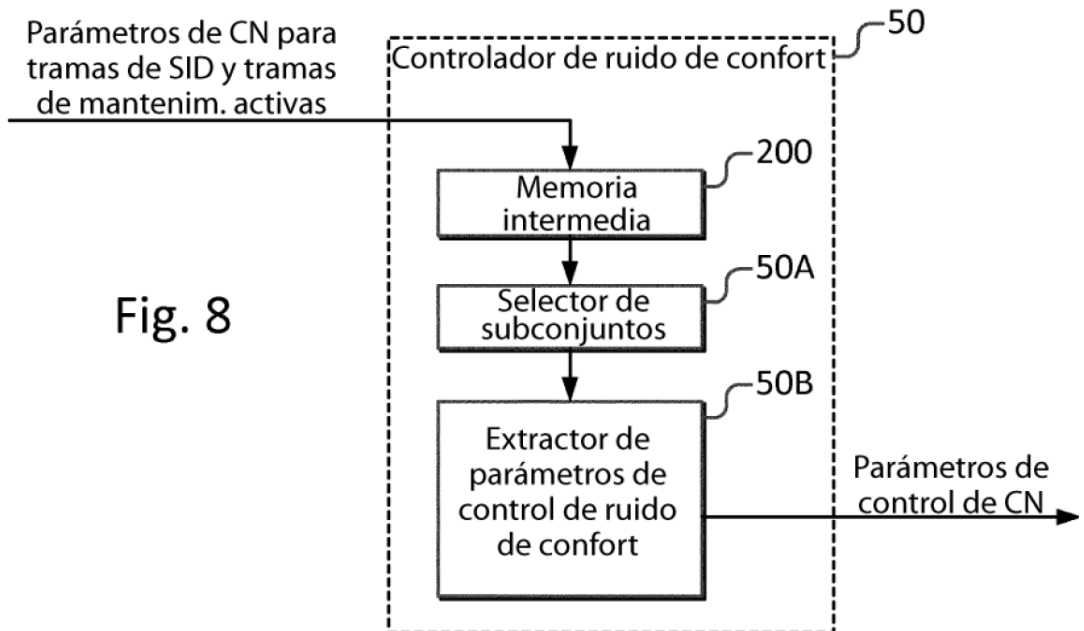 Parámetros de CN para
tramas de SID y tramas
de mantenim. activas
50
Controlador de ruido de confort
200
Memoria
intermedia
50A
Selector de
subconjuntos
Fig. 8
50B
Extractor de
parámetros de
control de ruido
de confort
Parámetros de
control de CN